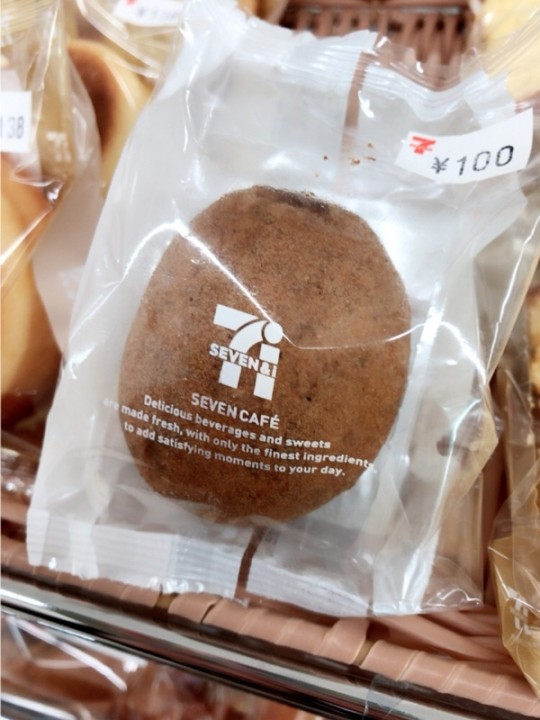 138
¥100
SEVEN&i
SEVEN CAFÉ
Delicious beverages and sweets
are made fresh, with only the finest ingredients,
to add satisfying moments to your day.